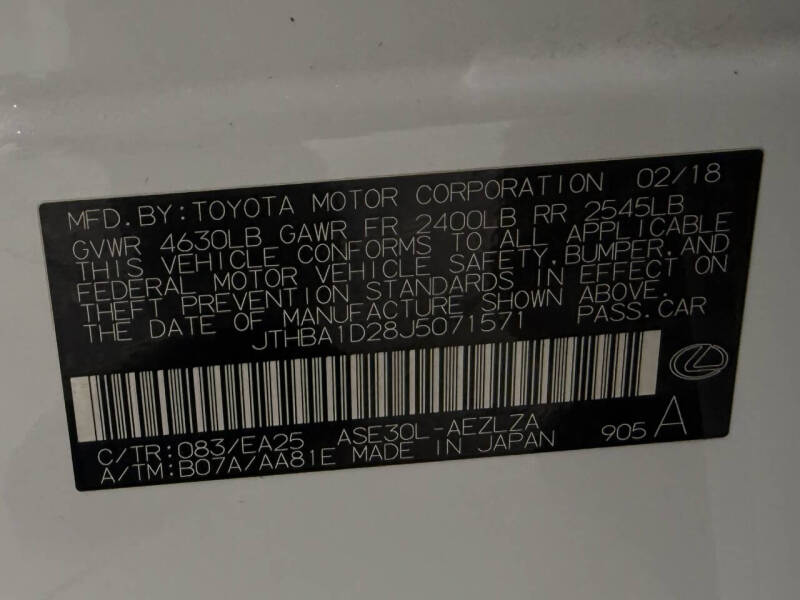 MFD. BY: TOYOTA MOTOR CORPORATION 02/18
GVWR 4630LB GAWR FR 2400LB RR 2545LB
THIS VEHICLE CONFORMS TO ALL APPLICABLE
FEDERAL MOTOR VEHICLE SAFETY, BUMPER, AND
THEFT PREVENTION STANDARDS IN EFFECT ON
THE DATE OF MANUFACTURE SHOWN ABOVE.
JTHBA1D28J5071571 PASS. CAR
C/TR: 083/EA25 ASE30L-AEZLZA
A/TM: B07A/AA81E MADE IN JAPAN 905 A